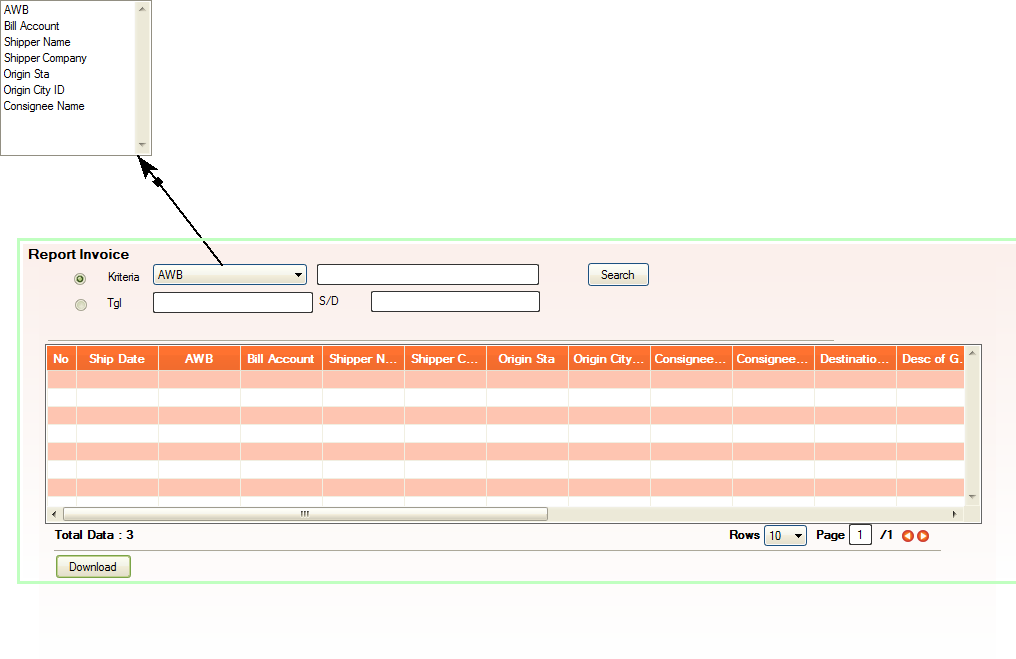 AWB
Bill Account
Shipper Name
Shipper Company
Origin Sta
Origin City ID
Consignee Name
Report Invoice
Kriteria AWB Search
Tgl S/D
No Ship Date AWB Bill Account Shipper N... Shipper C... Origin Sta Origin City... Consignee... Consignee... Destinatio... Desc of G.
Total Data : 3 Rows 10 Page 1 /1
Download